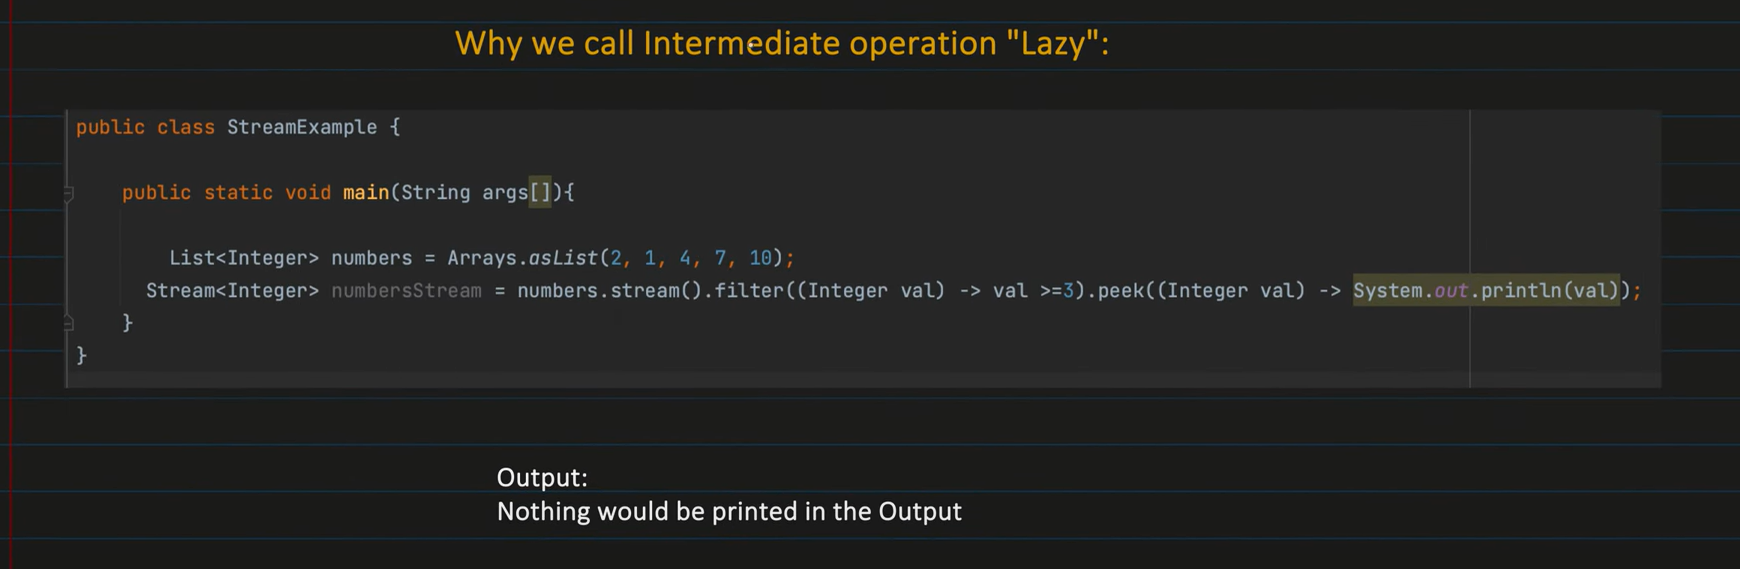 Why we call Intermediate operation "Lazy":
public class StreamExample {
public static void main(String args[]){
List<Integer> numbers = Arrays.asList(2, 1, 4, 7, 10);
Stream<Integer> numbersStream = numbers.stream().filter((Integer val) -> val >=3).peek((Integer val) -> System.out.println(val));
}
}
Output:
Nothing would be printed in the Output